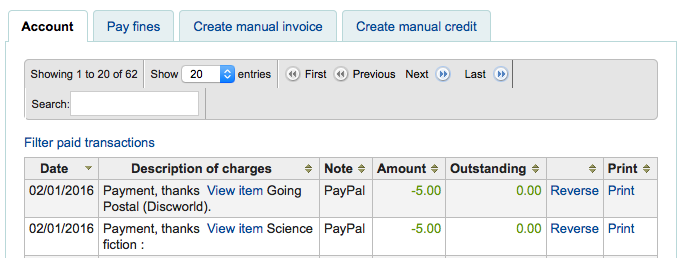 Account Pay fines Create manual invoice Create manual credit
Showing 1 to 20 of 62 Show 20 entries First Previous Next Last
Search:
Filter paid transactions
Date Description of charges Note Amount Outstanding Print
02/01/2016 Payment, thanks View item Going PayPal -5.00 0.00 Reverse Print
Postal (Discworld).
02/01/2016 Payment, thanks View item Science PayPal -5.00 0.00 Reverse Print
fiction :